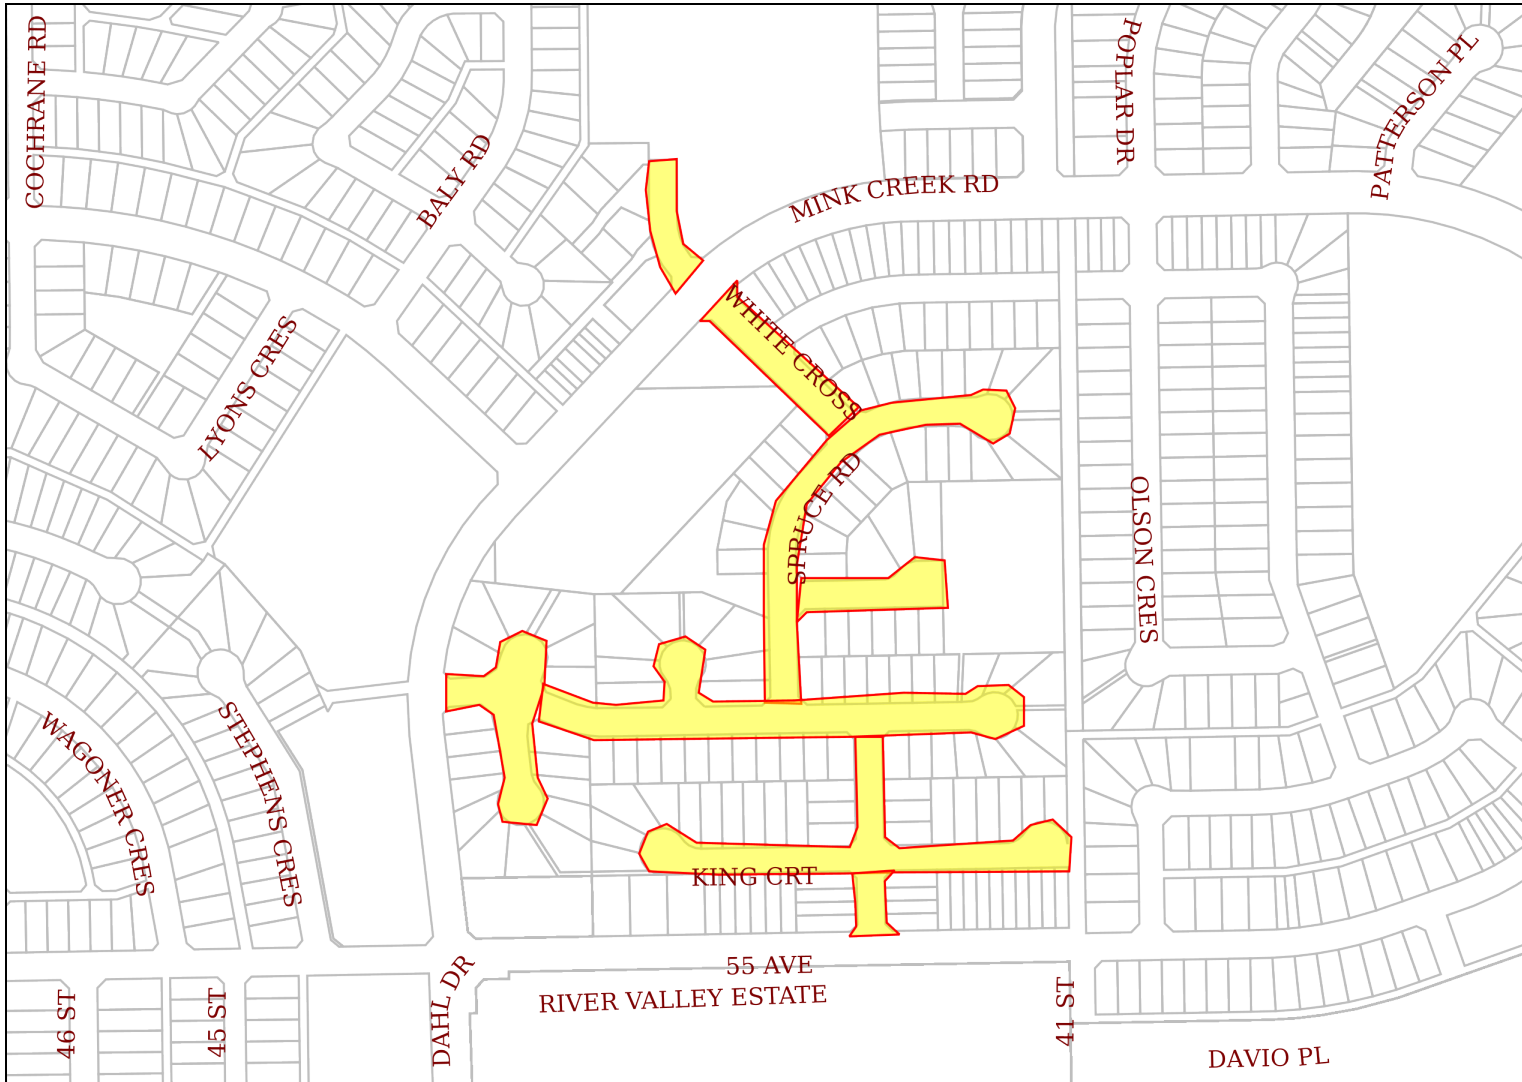 COCHRANE RD
BALY RD
POPLAR DR
PATTERSON PL
MINK CREEK RD
WHITE CROSS
LYONS CRES
SPRUCE RD
OLSON CRES
WAGONER CRES
STEPHENS CRES
KING CRT
55 AVE
RIVER VALLEY ESTATE
46 ST
45 ST
DAHL DR
41 ST
DAVIO PL